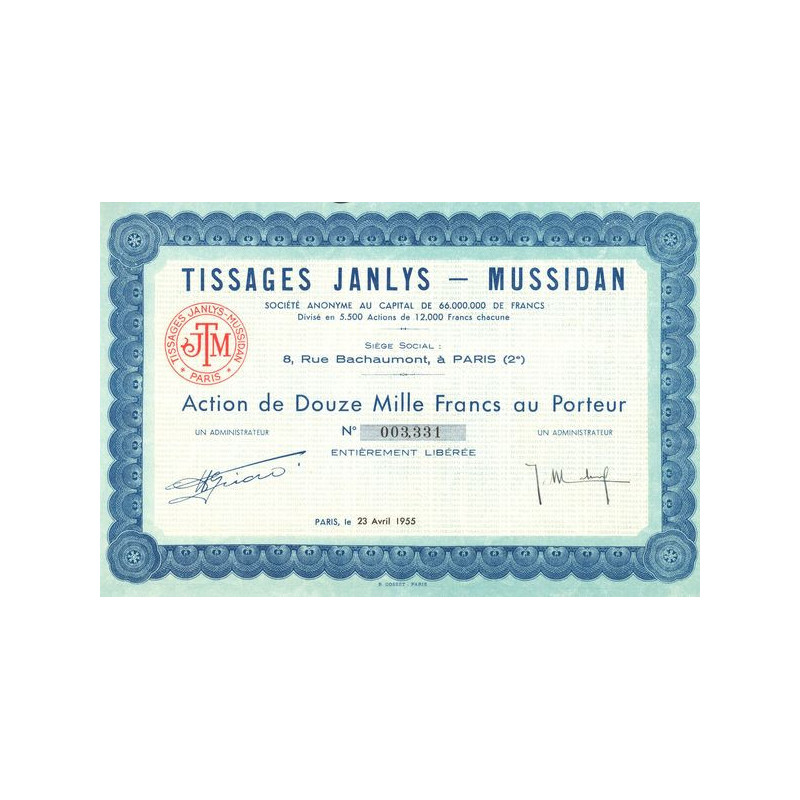 TISSAGES JANLYS — MUSSIDAN
SOCIÉTÉ ANONYME AU CAPITAL DE 66.000.000 DE FRANCS
Divisé en 5.500 Actions de 12.000 Francs chacune
SIÈGE SOCIAL :
8, Rue Bachaumont, à PARIS (2e)
TISSAGES JANLYS-MUSSIDAN
JTM
* PARIS *
Action de Douze Mille Francs au Porteur
UN ADMINISTRATEUR
N° 003,331
UN ADMINISTRATEUR
ENTIÈREMENT LIBÉRÉE
PARIS, le 23 Avril 1955